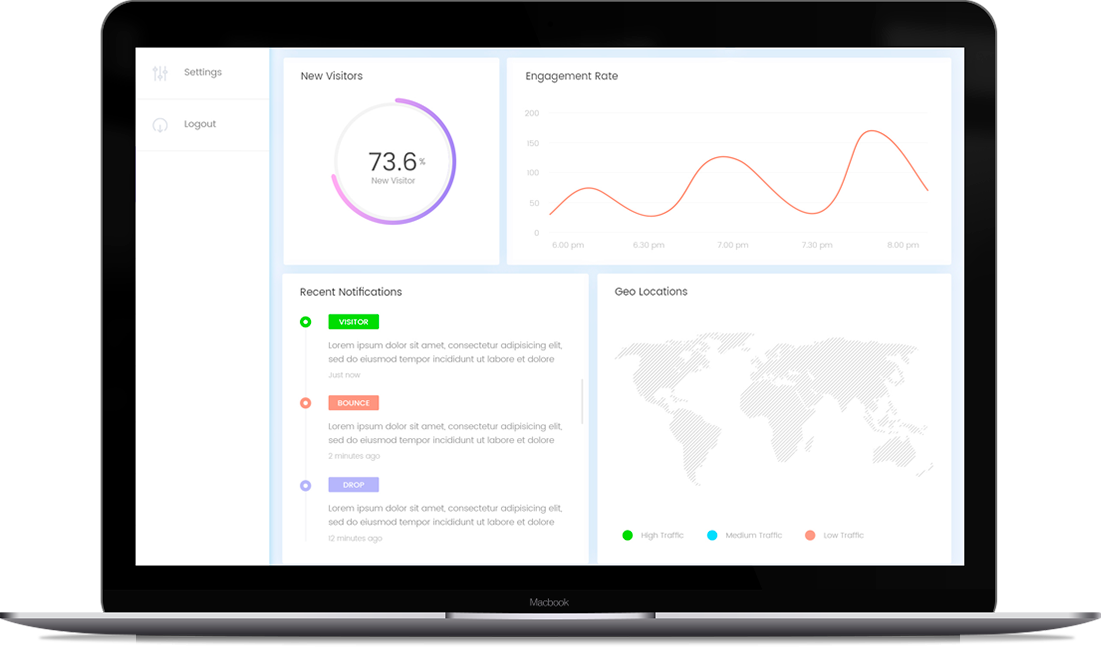 Settings
Logout
New Visitors
73.6%
New Visitor
Engagement Rate
200
150
100
50
0
6.00 pm
6.30 pm
7.00 pm
7.30 pm
8.00 pm
Recent Notifications
VISITOR
Lorem ipsum dolor sit amet, consectetur adipisicing elit,
sed do eiusmod tempor incididunt ut labore et dolore
Just now
BOUNCE
Lorem ipsum dolor sit amet, consectetur adipisicing elit,
sed do eiusmod tempor incididunt ut labore et dolore
2 minutes ago
DROP
Lorem ipsum dolor sit amet, consectetur adipisicing elit,
sed do eiusmod tempor incididunt ut labore et dolore
12 minutes ago
Geo Locations
High Traffic
Medium Traffic
Low Traffic
Macbook